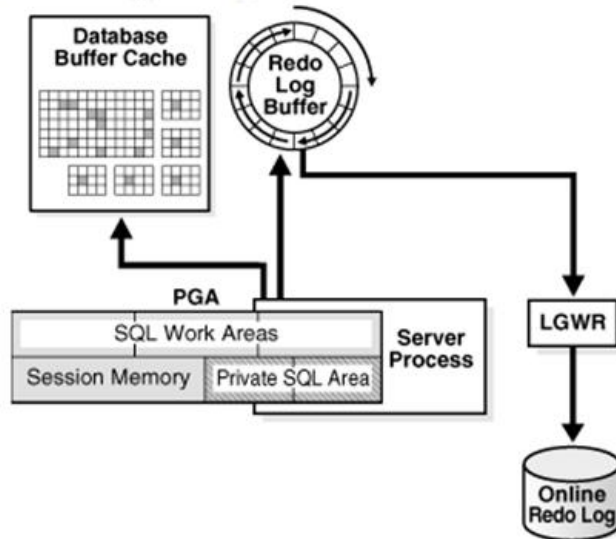 Database
Buffer Cache
Redo
Log
Buffer
PGA
SQL Work Areas
Session Memory
Private SQL Area
Server
Process
LGWR
Online
Redo Log